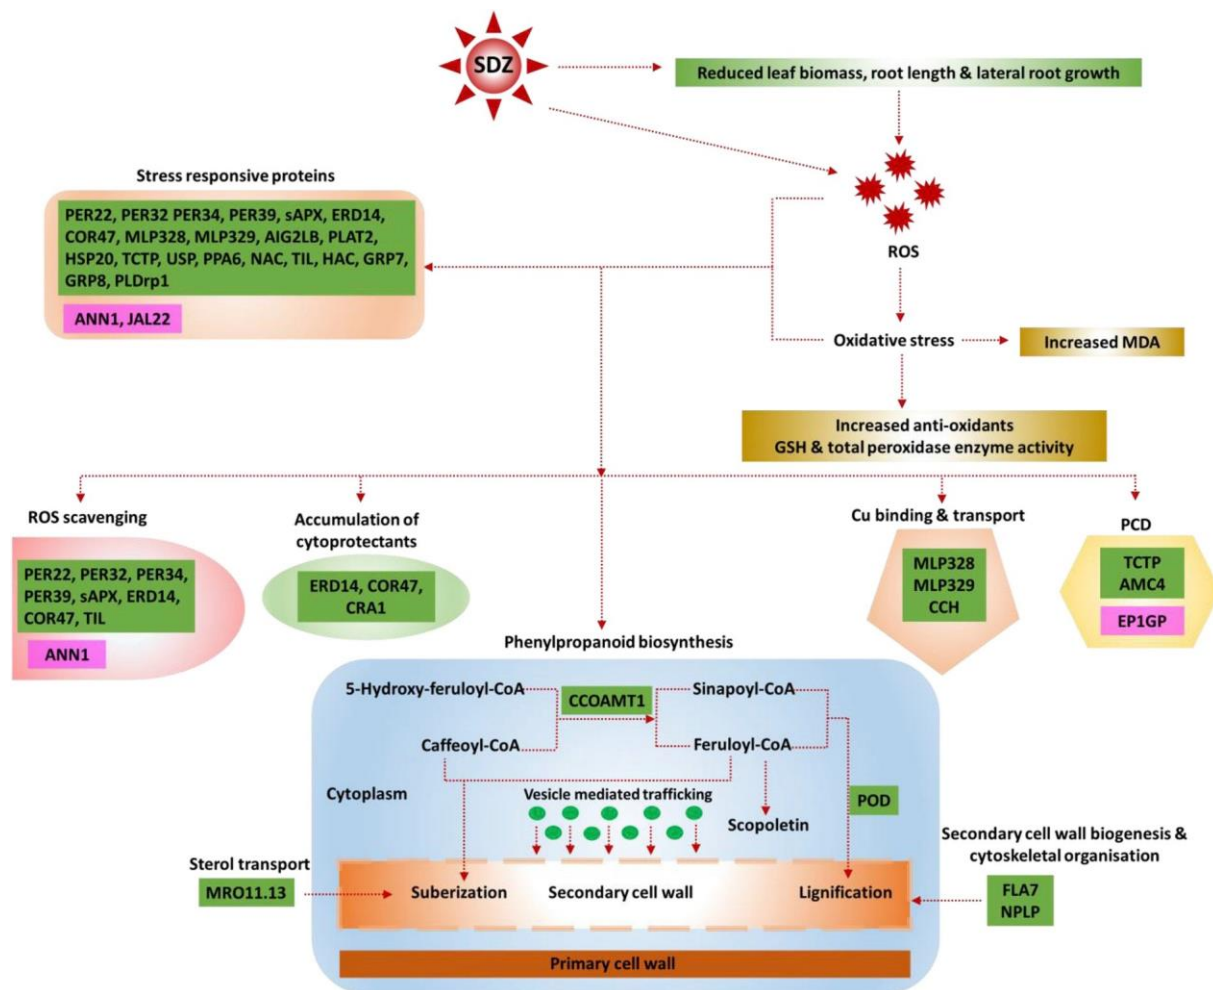 SDZ
Reduced leaf biomass, root length & lateral root growth
Stress responsive proteins
PER22, PER32 PER34, PER39, sAPX, ERD14,
COR47, MLP328, MLP329, AIG2LB, PLAT2,
HSP20, TCTP, USP, PPA6, NAC, TIL, HAC, GRP7,
GRP8, PLDrp1
ANN1, JAL22
ROS
Oxidative stress
Increased MDA
Increased anti-oxidants
GSH & total peroxidase enzyme activity
ROS scavenging
PER22, PER32, PER34,
PER39, sAPX, ERD14,
COR47, TIL
ANN1
Accumulation of
cytoprotectants
ERD14, COR47,
CRA1
Cu binding & transport
MLP328
MLP329
CCH
PCD
TCTP
AMC4
EP1GP
Phenylpropanoid biosynthesis
5-Hydroxy-feruloyl-CoA
CCOAMT1
Sinapoyl-CoA
Caffeoyl-CoA
Feruloyl-CoA
Cytoplasm
Vesicle mediated trafficking
Scopoletin
POD
Sterol transport
MRO11.13
Suberization
Secondary cell wall
Lignification
Secondary cell wall biogenesis &
cytoskeletal organisation
FLA7
NPLP
Primary cell wall